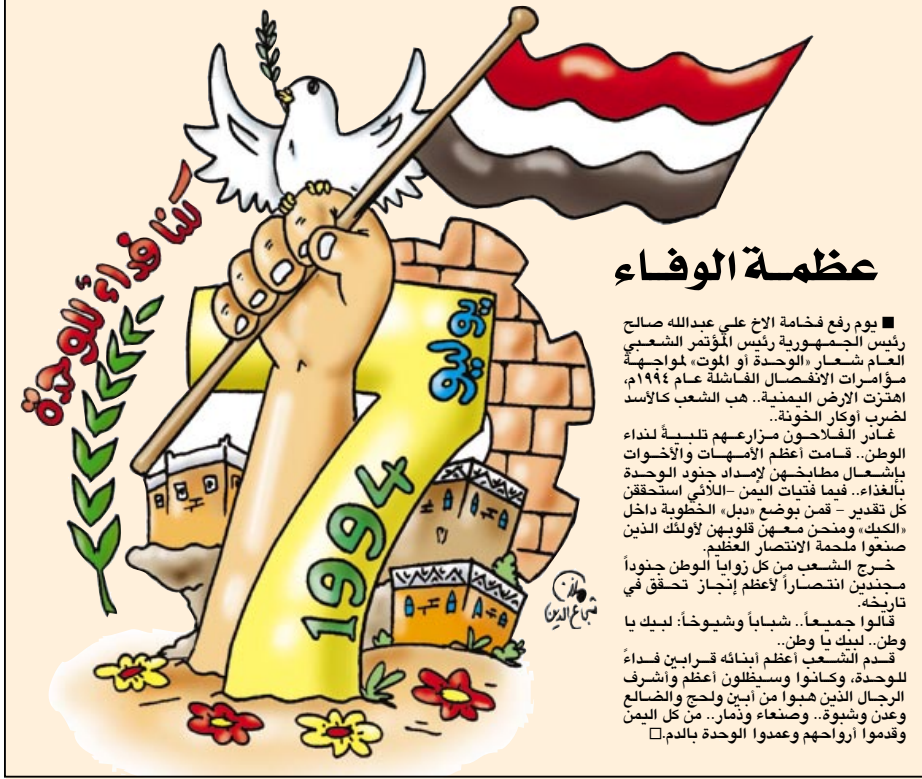 كلنا فداءً للوحدة
7
يوليو
1994
مازن
شجاع الدين
عظمة الوفاء
■ يوم رفع فخامة الاخ علي عبدالله صالح
رئيس الجمهورية رئيس المؤتمر الشعبي
العام شعار «الوحدة أو الموت» لمواجهة
مؤامرات الانفصال الفاشلة عام ١٩٩٤م،
اهتزت الارض اليمنية.. هب الشعب كالأسد
لضرب أوكار الخونة..
غادر الفلاحون مزارعهم تلبيةً لنداء
الوطن.. قامت أعظم الأمهات والأخوات
بإشعال مطابخهن لإمداد جنود الوحدة
بالغذاء.. فيما فتيات اليمن –اللائي استحققن
كل تقدير – قمن بوضع «دبل» الخطوبة داخل
«الكيك» ومنحن معهن قلوبهن لأولئك الذين
صنعوا ملحمة الانتصار العظيم.
خرج الشعب من كل زوايا الوطن جنوداً
مجندين انتصاراً لأعظم إنجاز تحقق في
تاريخه.
قالوا جميعاً.. شباباً وشيوخاً: لبيك يا
وطن.. لبيك يا وطن..
قدم الشعب أعظم أبنائه قرابين فداءً
للوحدة، وكانوا وسيظلون أعظم وأشرف
الرجال الذين هبوا من أبين ولحج والضالع
وعدن وشبوة.. وصنعاء وذمار.. من كل اليمن
وقدموا أرواحهم وعمدوا الوحدة بالدم.□